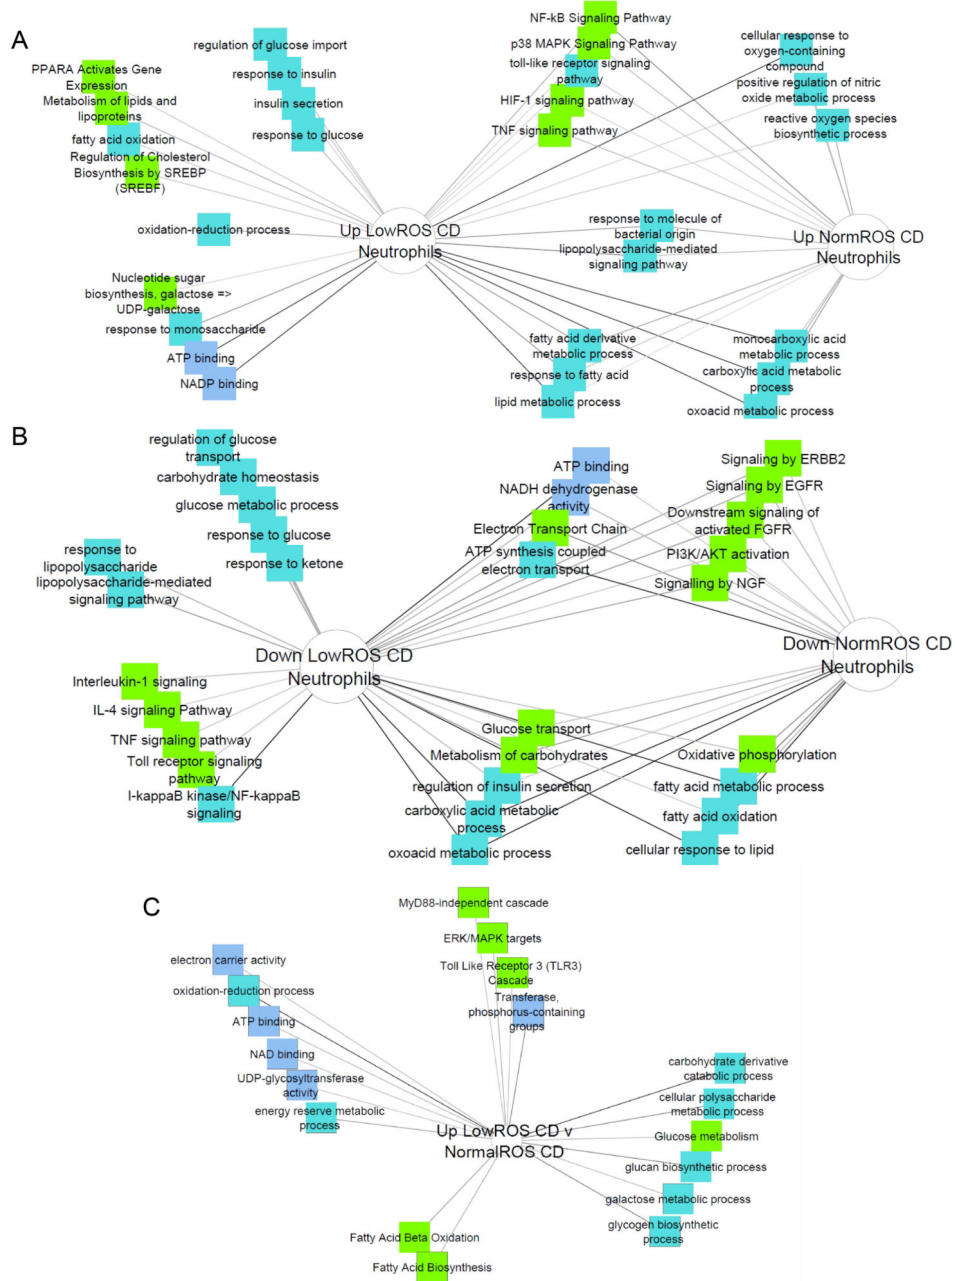 A
regulation of glucose import
response to insulin
insulin secretion
response to glucose
PPARA Activates Gene
Expression
Metabolism of lipids and
lipoproteins
fatty acid oxidation
Regulation of Cholesterol
Biosynthesis by SREBP
(SREBF)
oxidation-reduction process
Nucleotide sugar
biosynthesis, galactose =>
UDP-galactose
response to monosaccharide
ATP binding
NADP binding
Up LowROS CD
Neutrophils
NF-kB Signaling Pathway
p38 MAPK Signaling Pathway
toll-like receptor signaling
pathway
HIF-1 signaling pathway
TNF signaling pathway
cellular response to
oxygen-containing
compound
positive regulation of nitric
oxide metabolic process
reactive oxygen species
biosynthetic process
response to molecule of
bacterial origin
lipopolysaccharide-mediated
signaling pathway
Up NormROS CD
Neutrophils
fatty acid derivative
metabolic process
response to fatty acid
lipid metabolic process
monocarboxylic acid
metabolic process
carboxylic acid metabolic
process
oxoacid metabolic process
B
regulation of glucose
transport
carbohydrate homeostasis
glucose metabolic process
response to glucose
response to ketone
response to
lipopolysaccharide
lipopolysaccharide-mediated
signaling pathway
Down LowROS CD
Neutrophils
Interleukin-1 signaling
IL-4 signaling Pathway
TNF signaling pathway
Toll receptor signaling
pathway
I-kappaB kinase/NF-kappaB
signaling
ATP binding
NADH dehydrogenase
activity
Electron Transport Chain
ATP synthesis coupled
electron transport
Signaling by ERBB2
Signaling by EGFR
Downstream signaling of
activated FGFR
PI3K/AKT activation
Signalling by NGF
Down NormROS CD
Neutrophils
Glucose transport
Metabolism of carbohydrates
regulation of insulin secretion
carboxylic acid metabolic
process
oxoacid metabolic process
Oxidative phosphorylation
fatty acid metabolic process
fatty acid oxidation
cellular response to lipid
C
MyD88-independent cascade
ERK/MAPK targets
Toll Like Receptor 3 (TLR3)
Cascade
Transferase,
phosphorus-containing
groups
electron carrier activity
oxidation-reduction process
ATP binding
NAD binding
UDP-glycosyltransferase
activity
energy reserve metabolic
process
Up LowROS CD v
NormalROS CD
carbohydrate derivative
catabolic process
cellular polysaccharide
metabolic process
Glucose metabolism
glucan biosynthetic process
galactose metabolic process
glycogen biosynthetic
process
Fatty Acid Beta Oxidation
Fatty Acid Biosynthesis